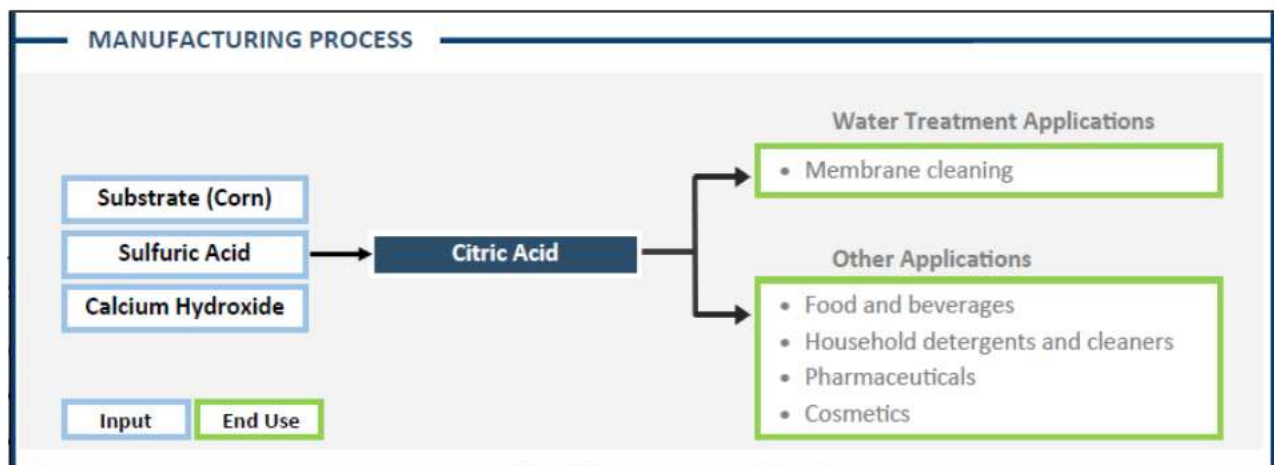 MANUFACTURING PROCESS
Substrate (Corn)
Sulfuric Acid
Calcium Hydroxide
Citric Acid
Water Treatment Applications
• Membrane cleaning
Other Applications
• Food and beverages
• Household detergents and cleaners
• Pharmaceuticals
• Cosmetics
Input
End Use